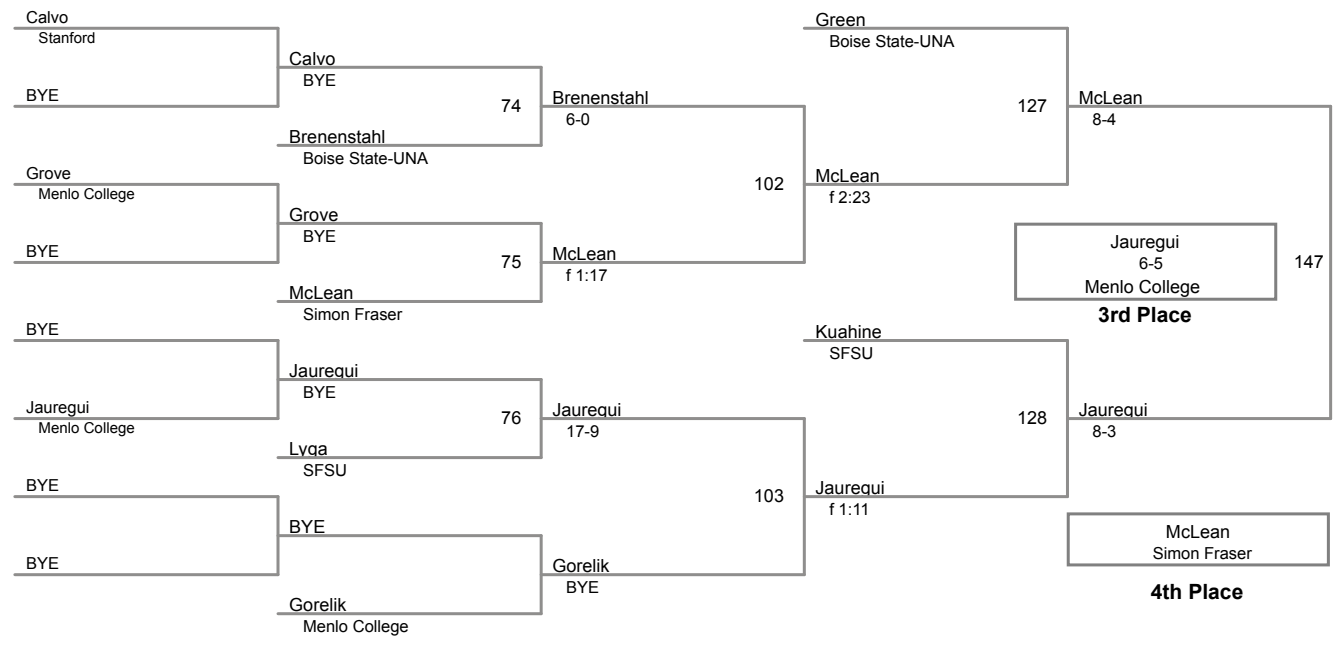 Calvo
Stanford
BYE
Grove
Menlo College
BYE
BYE
Jauregui
Menlo College
BYE
BYE
Calvo
BYE
74
Brenenstahl
Boise State-UNA
Grove
BYE
75
McLean
Simon Fraser
Jauregui
BYE
76
Lyga
SFSU
BYE
Gorelik
Menlo College
Brenenstahl
6-0
102
McLean
f 1:17
Jauregui
17-9
103
Gorelik
BYE
Green
Boise State-UNA
127
McLean
f 2:23
Kuahine
SFSU
128
Jauregui
f 1:11
McLean
8-4
147
Jauregui
8-3
Jauregui
6-5
Menlo College
3rd Place
McLean
Simon Fraser
4th Place